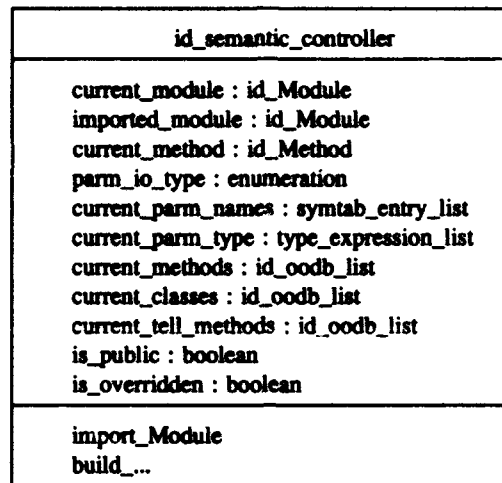 id_semantic_controller
current_module : id_Module
imported_module : id_Module
current_method : id_Method
parm_io_type : enumeration
current_parm_names : symtab_entry_list
current_parm_type : type_expression_list
current_methods : id_oodb_list
current_classes : id_oodb_list
current_tell_methods : id_oodb_list
is_public : boolean
is_overridden : boolean
import_Module
build_...